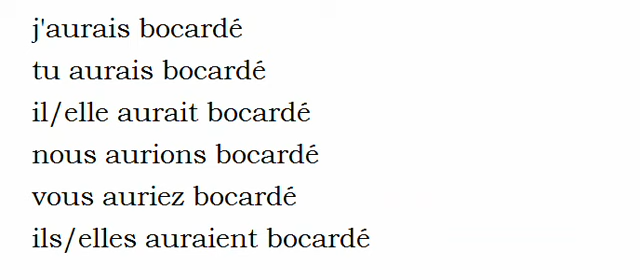 j'aurais bocardé
tu aurais bocardé
il/elle aurait bocardé
nous aurions bocardé
vous auriez bocardé
ils/elles auraient bocardé